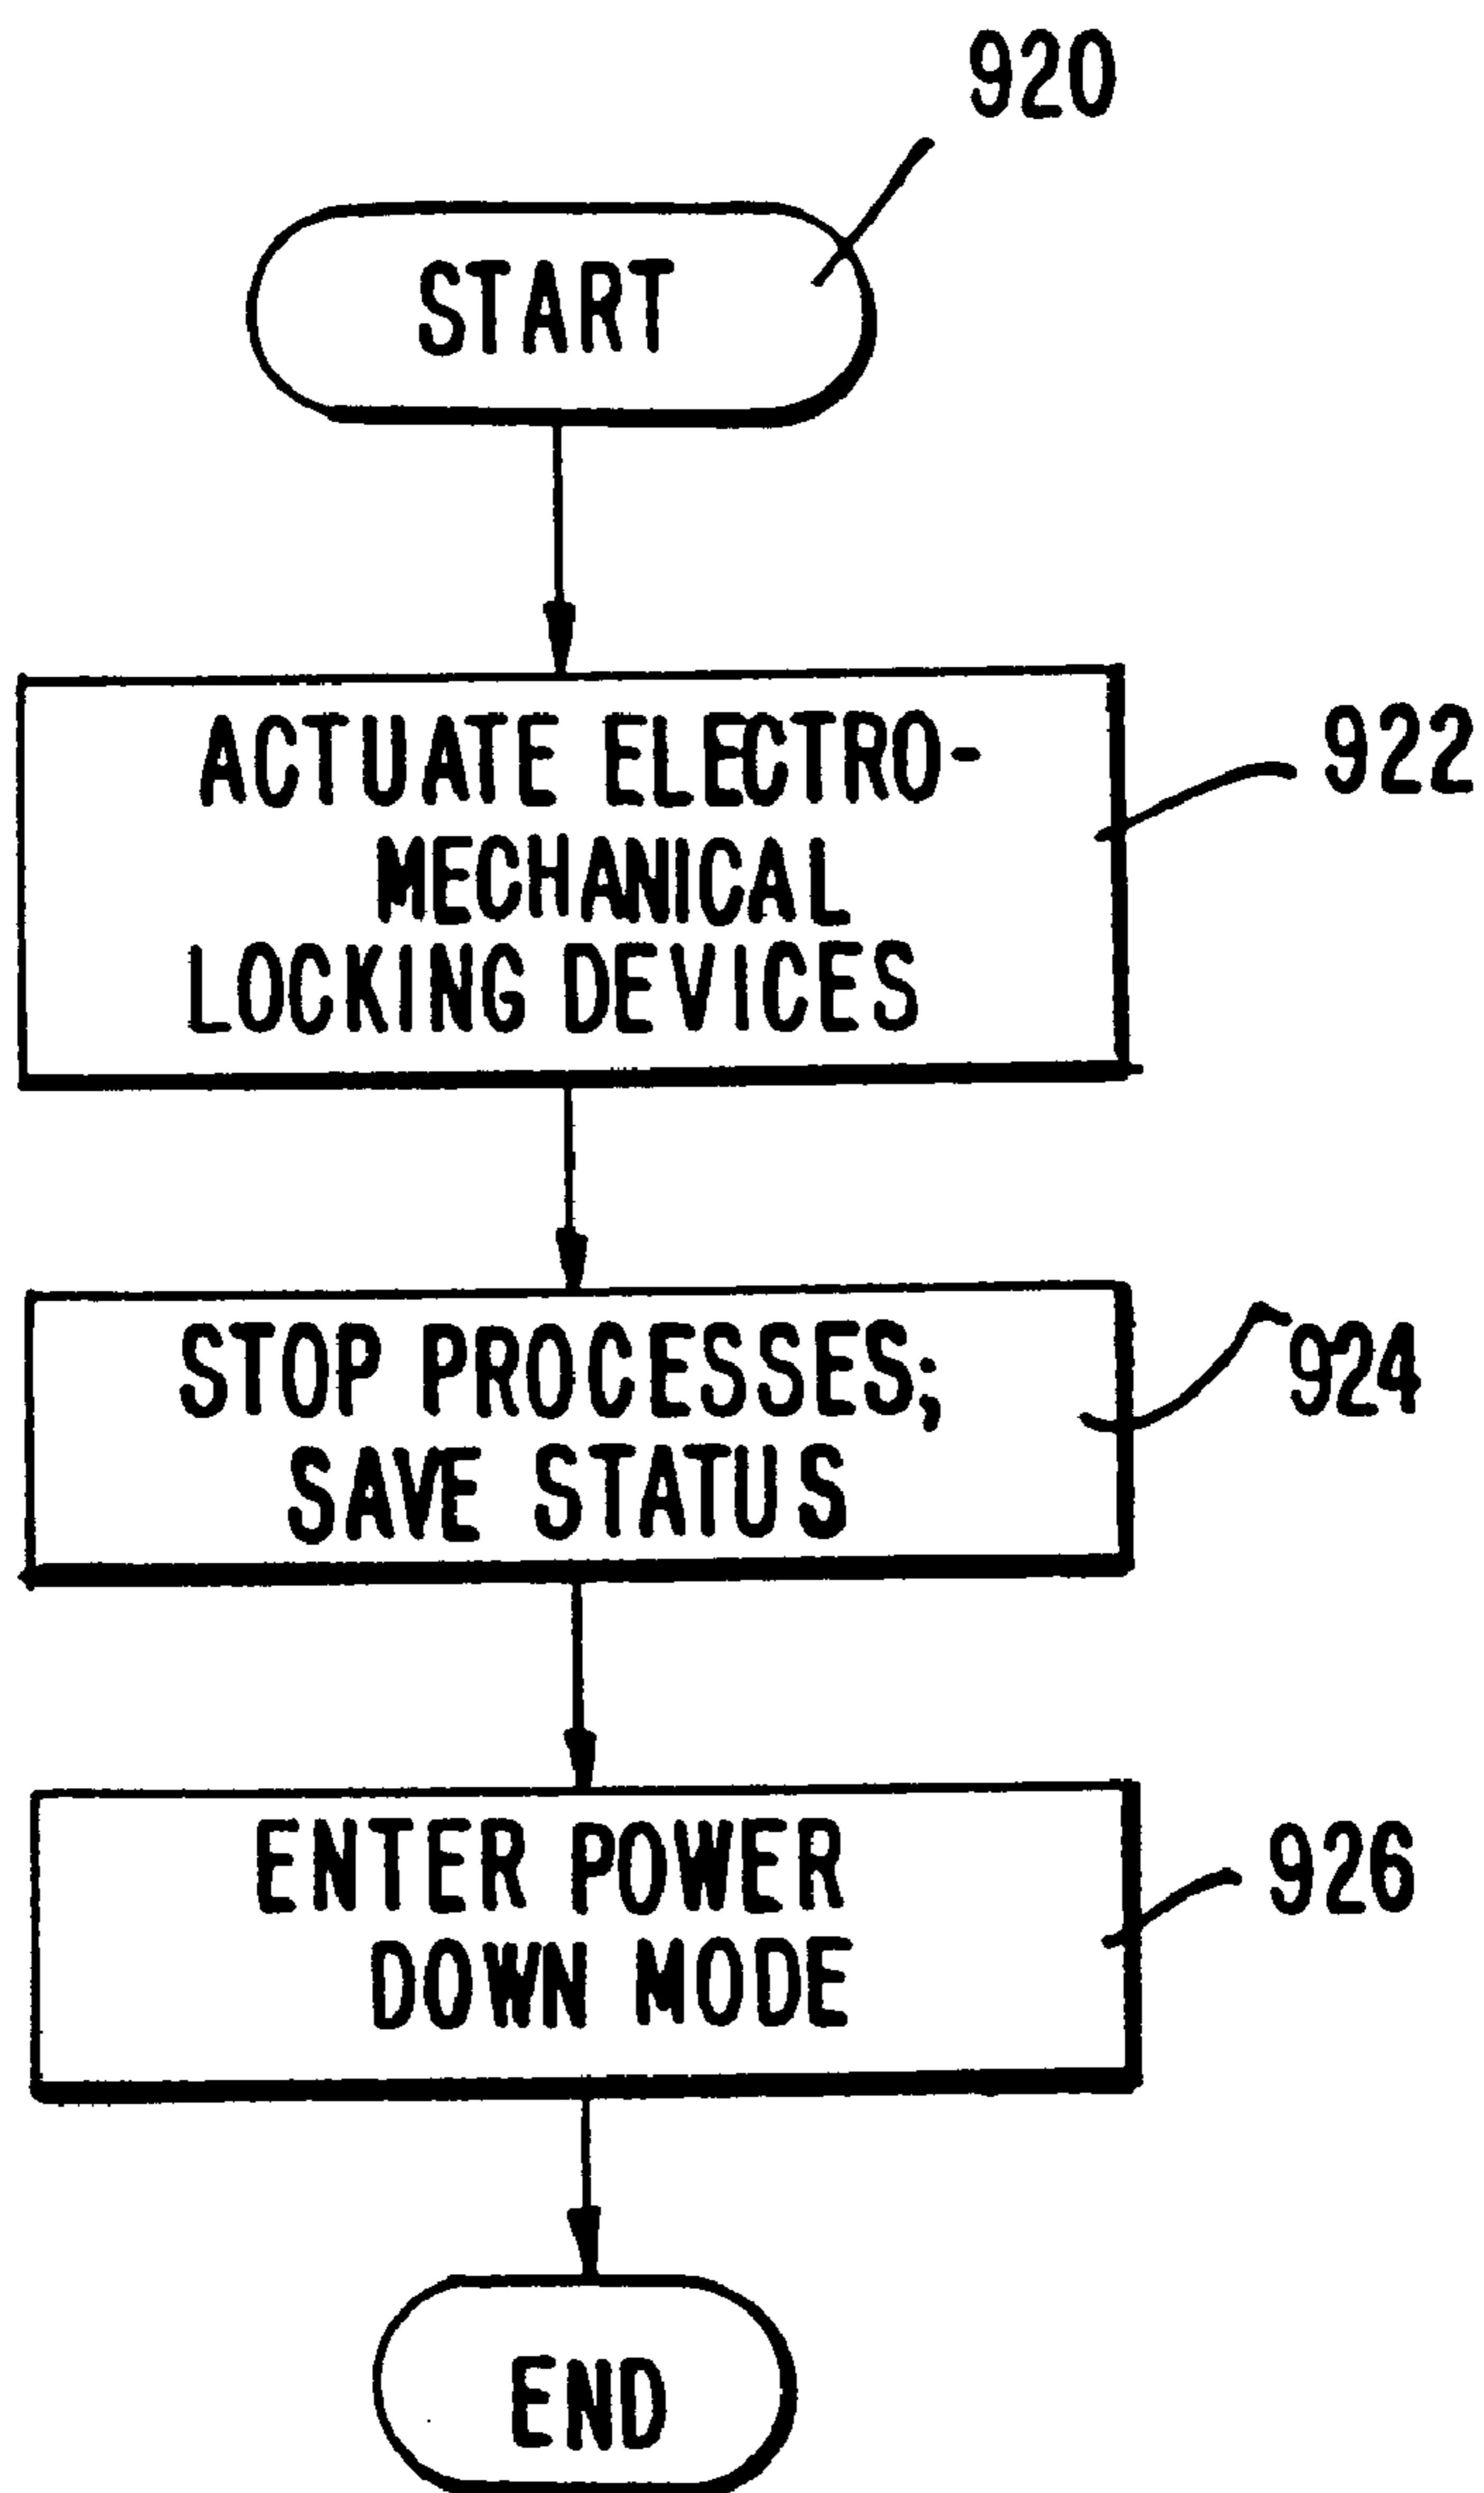 920
START
ACTUATE ELECTRO-
MECHANICAL
LOCKING DEVICES
922
STOP PROCESSES;
SAVE STATUS
924
ENTER POWER
DOWN MODE
926
END